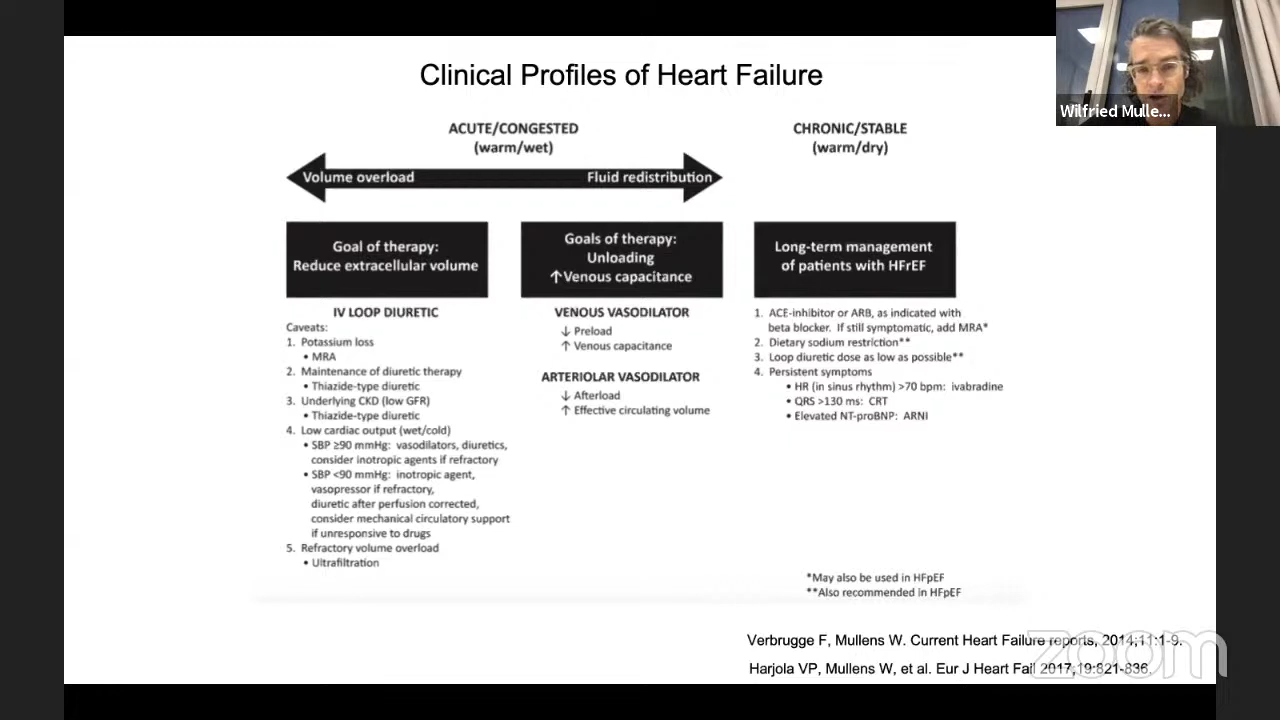 Clinical Profiles of Heart Failure
Wilfried Mulle...
ACUTE/CONGESTED
(warm/wet)
CHRONIC/STABLE
(warm/dry)
Volume overload
Fluid redistribution
Goal of therapy:
Reduce extracellular volume
Goals of therapy:
Unloading
↑Venous capacitance
Long-term management
of patients with HFrEF
IV LOOP DIURETIC
Caveats:
1. Potassium loss
• MRA
2. Maintenance of diuretic therapy
• Thiazide-type diuretic
3. Underlying CKD (low GFR)
• Thiazide-type diuretic
4. Low cardiac output (wet/cold)
• SBP ≥90 mmHg: vasodilators, diuretics,
consider inotropic agents if refractory
• SBP <90 mmHg: inotropic agent,
vasopressor if refractory,
diuretic after perfusion corrected,
consider mechanical circulatory support
if unresponsive to drugs
5. Refractory volume overload
• Ultrafiltration
VENOUS VASODILATOR
↓ Preload
↑ Venous capacitance
ARTERIOLAR VASODILATOR
↓ Afterload
↑ Effective circulating volume
1. ACE-inhibitor or ARB, as indicated with
beta blocker. If still symptomatic, add MRA*
2. Dietary sodium restriction**
3. Loop diuretic dose as low as possible**
4. Persistent symptoms
• HR (in sinus rhythm) >70 bpm: ivabradine
• QRS >130 ms: CRT
• Elevated NT-proBNP: ARNI
*May also be used in HFpEF
**Also recommended in HFpEF
Verbrugge F, Mullens W. Current Heart Failure reports, 2014;11:1-9.
Harjola VP, Mullens W, et al. Eur J Heart Fail 2017;19:821-836.
zoom